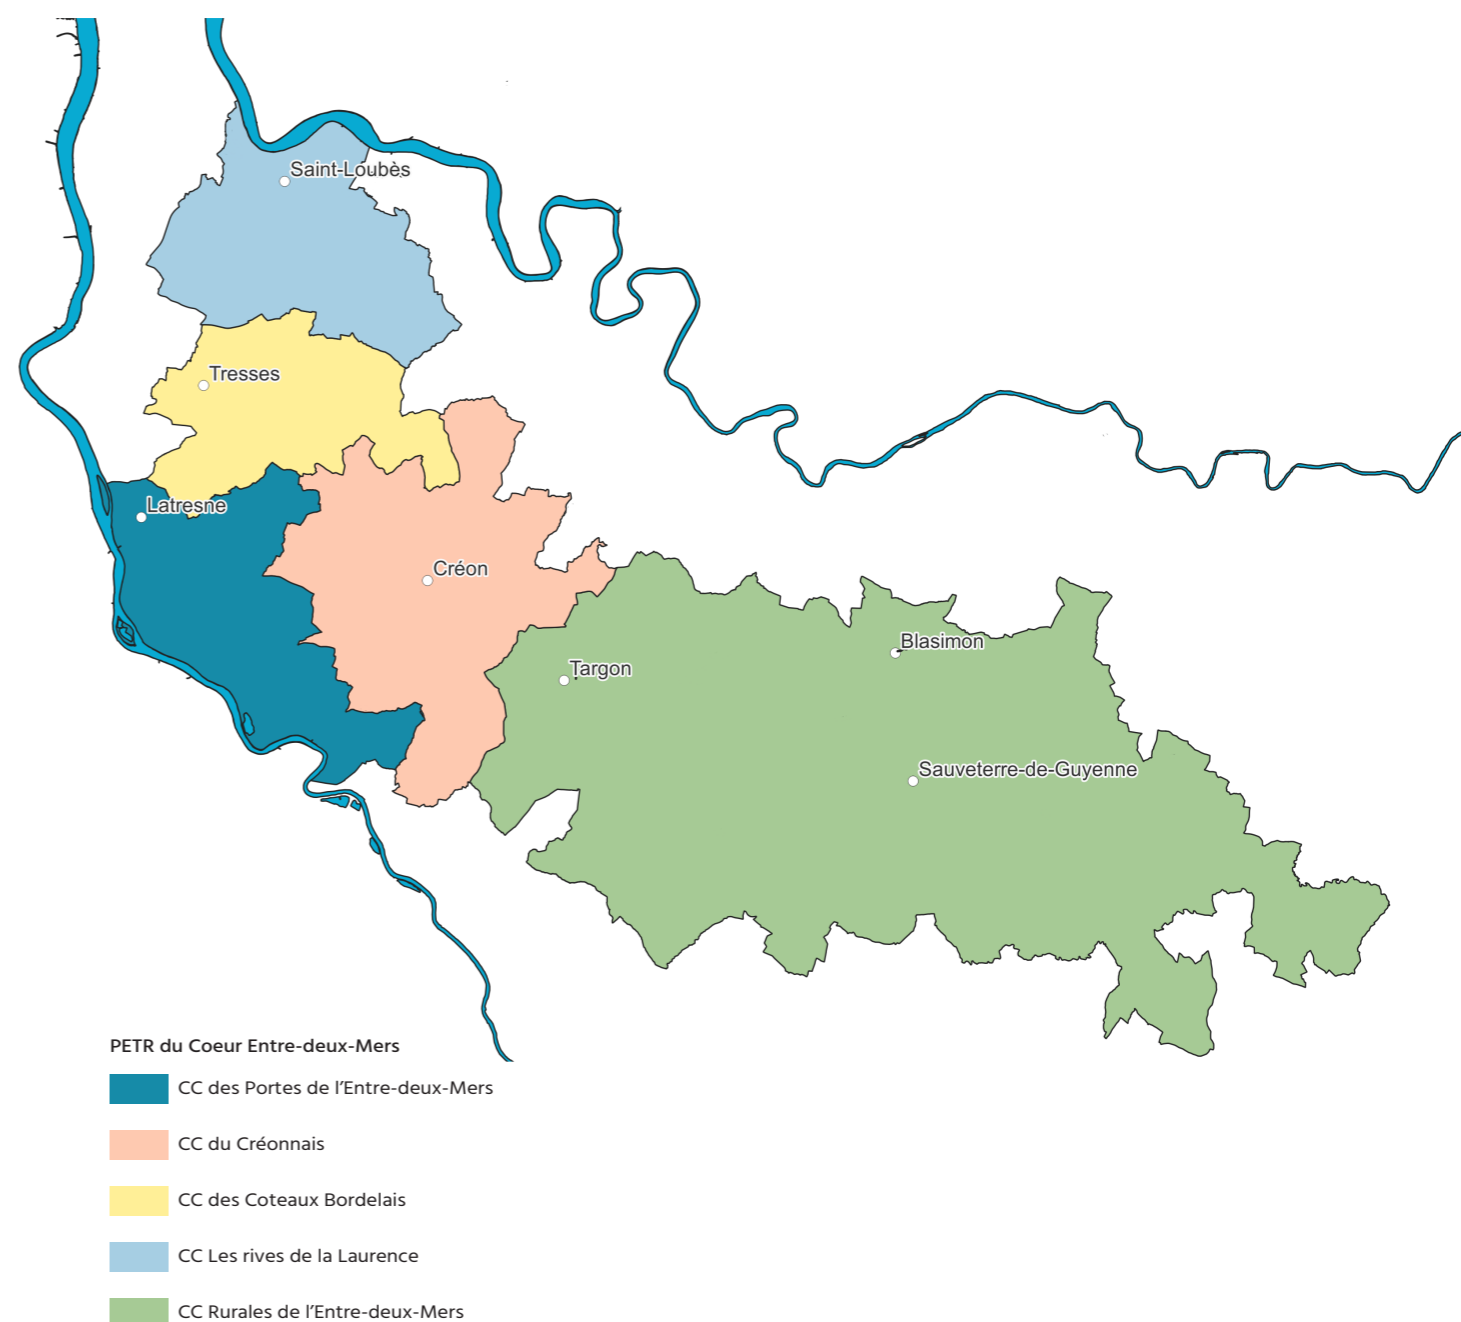 Saint-Loubès
Tresses
Latresne
Créon
Blasimon
Targon
Sauveterre-de-Guyenne
PETR du Coeur Entre-deux-Mers
CC des Portes de l’Entre-deux-Mers
CC du Créonnais
CC des Coteaux Bordelais
CC Les rives de la Laurence
CC Rurales de l’Entre-deux-Mers